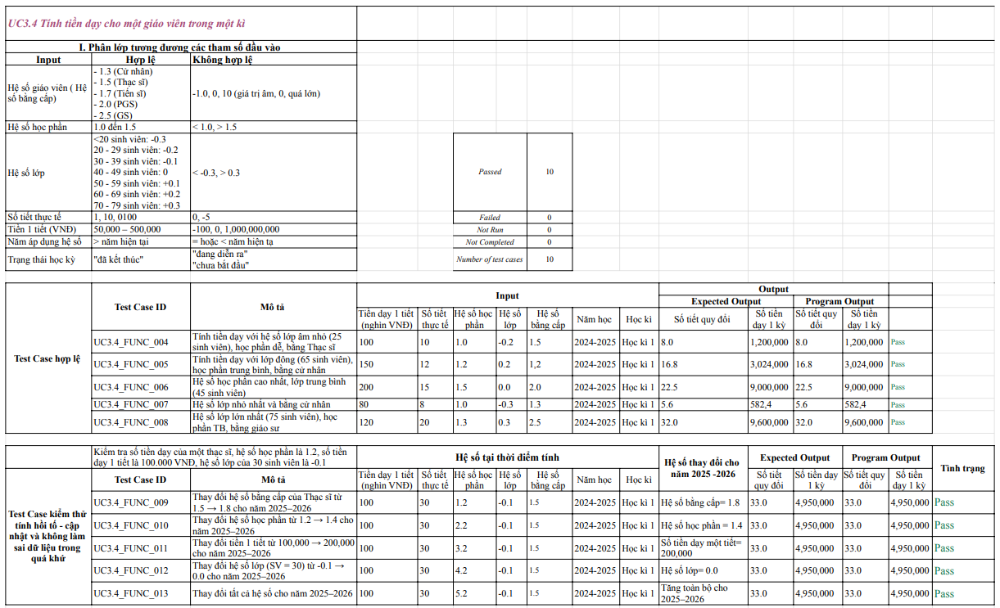 UC3.4 Tính tiền dạy cho một giáo viên trong một kì
I. Phân lớp tương đương các tham số đầu vào
Input Hợp lệ Không hợp lệ
Hệ số giáo viên ( Hệ số bằng cấp)
- 1.3 (Cử nhân)
- 1.5 (Thạc sĩ)
- 1.7 (Tiến sĩ)
- 2.0 (PGS)
- 2.5 (GS)
-1.0, 0, 10 (giá trị âm, 0, quá lớn)
Hệ số học phần 1.0 đến 1.5 < 1.0, > 1.5
Hệ số lớp
<20 sinh viên: -0.3
20 - 29 sinh viên: -0.2
30 - 39 sinh viên: -0.1
40 - 49 sinh viên: 0
50 - 59 sinh viên: +0.1
60 - 69 sinh viên: +0.2
70 - 79 sinh viên: +0.3
< -0.3, > 0.3
Passed 10
Số tiết thực tế 1, 10, 0100 0, -5
Failed 0
Tiền 1 tiết (VNĐ) 50,000 – 500,000 -100, 0, 1,000,000,000
Not Run 0
Năm áp dụng hệ số > năm hiện tại = hoặc < năm hiện tạ
Not Completed 0
Trạng thái học kỳ "đã kết thúc"
"đang diễn ra"
"chưa bắt đầu"
Number of test cases 10
Test Case hợp lệ
Test Case ID Mô tả Input Output
Expected Output Program Output
Tiền dạy 1 tiết (nghìn VNĐ) Số tiết thực tế Hệ số học phần Hệ số lớp Hệ số bằng cấp Năm học Học kì Số tiết quy đổi Số tiền dạy 1 kỳ Số tiết quy đổi Số tiền dạy 1 kỳ
UC3.4_FUNC_004 Tính tiền dạy với hệ số lớp âm nhỏ (25 sinh viên), học phần dễ, bằng Thạc sĩ 100 10 1.0 -0.2 1.5 2024-2025 Học kì 1 8.0 1,200,000 8.0 1,200,000 Pass
UC3.4_FUNC_005 Tính tiền dạy với lớp đông (65 sinh viên), học phần trung bình, bằng cử nhân 150 12 1.2 0.2 1,2 2024-2025 Học kì 1 16.8 3,024,000 16.8 3,024,000 Pass
UC3.4_FUNC_006 Hệ số học phần cao nhất, lớp trung bình (45 sinh viên) 200 15 1.5 0.0 2.0 2024-2025 Học kì 1 22.5 9,000,000 22.5 9,000,000 Pass
UC3.4_FUNC_007 Hệ số lớp nhỏ nhất và bằng cử nhân 80 8 1.0 -0.3 1.3 2024-2025 Học kì 1 5.6 582,4 5.6 582,4 Pass
UC3.4_FUNC_008 Hệ số lớp lớn nhất (75 sinh viên), học phần TB, bằng giáo sư 120 20 1.3 0.3 2.5 2024-2025 Học kì 1 32.0 9,600,000 32.0 9,600,000 Pass
Test Case kiểm thử tính hồi tố - cập nhật và không làm sai dữ liệu trong quá khứ
Kiểm tra số tiền dạy của một thạc sĩ, hệ số học phần là 1.2, số tiền dạy 1 tiết là 100.000 VNĐ, hệ số lớp của 30 sinh viên là -0.1
Hệ số tại thời điểm tính Hệ số thay đổi cho năm 2025 -2026 Expected Output Program Output Tình trạng
Test Case ID Mô tả Tiền dạy 1 tiết (nghìn VNĐ) Số tiết thực tế Hệ số học phần Hệ số lớp Hệ số bằng cấp Năm học Học kì Số tiết quy đổi Số tiền dạy 1 kỳ Số tiết quy đổi Số tiền dạy 1 kỳ
UC3.4_FUNC_009 Thay đổi hệ số bằng cấp của Thạc sĩ từ 1.5 → 1.8 cho năm 2025–2026 100 30 1.2 -0.1 1.5 2024-2025 Học kì 1 Hệ số bằng cấp= 1.8 33.0 4,950,000 33.0 4,950,000 Pass
UC3.4_FUNC_010 Thay đổi hệ số học phần từ 1.2 → 1.4 cho năm 2025–2026 100 30 2.2 -0.1 1.5 2024-2025 Học kì 1 Hệ số học phần = 1.4 33.0 4,950,000 33.0 4,950,000 Pass
UC3.4_FUNC_011 Thay đổi tiền 1 tiết từ 100,000 → 200,000 cho năm 2025–2026 100 30 3.2 -0.1 1.5 2024-2025 Học kì 1 Số tiền dạy một tiết= 200,000 33.0 4,950,000 33.0 4,950,000 Pass
UC3.4_FUNC_012 Thay đổi hệ số lớp (SV = 30) từ -0.1 → 0.0 cho năm 2025–2026 100 30 4.2 -0.1 1.5 2024-2025 Học kì 1 Hệ số lớp= 0.0 33.0 4,950,000 33.0 4,950,000 Pass
UC3.4_FUNC_013 Thay đổi tất cả hệ số cho năm 2025–2026 100 30 5.2 -0.1 1.5 2024-2025 Học kì 1 Tăng toàn bộ cho 2025–2026 33.0 4,950,000 33.0 4,950,000 Pass